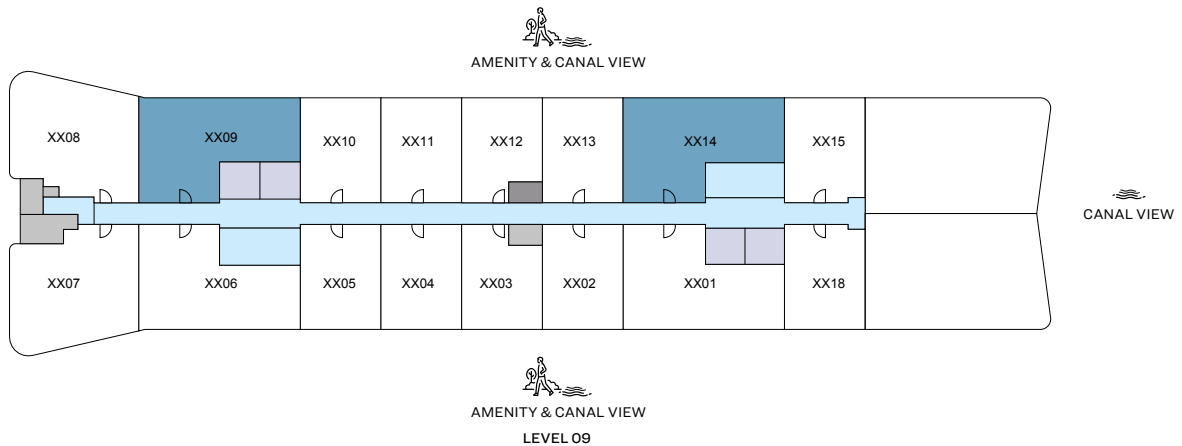 AMENITY & CANAL VIEW
XX08
XX09
XX10
XX11
XX12
XX13
XX14
XX15
CANAL VIEW
XX07
XX06
XX05
XX04
XX03
XX02
XX01
XX18
AMENITY & CANAL VIEW
LEVEL 09